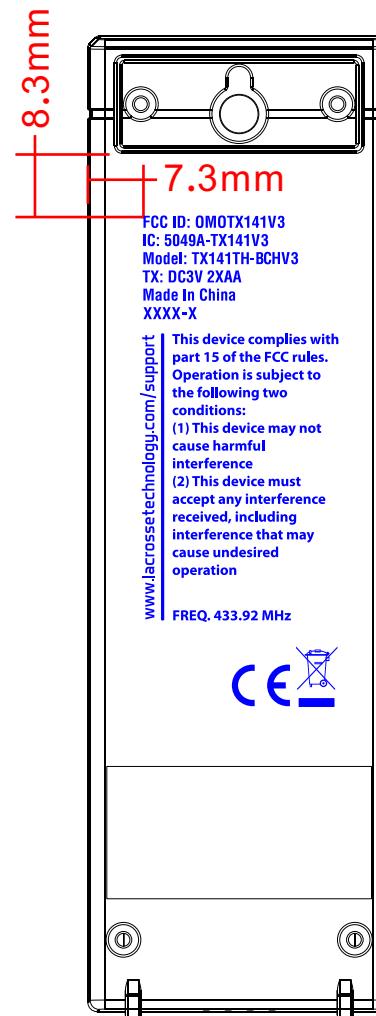 8.3mm
7.3mm
FCC ID: OMOTX141V3
IC: 5049A-TX141V3
Model: TX141TH-BCHV3
TX: DC3V 2XAA
Made In China
XXXX-X
www.lacrossetechnology.com/support
This device complies with
part 15 of the FCC rules.
Operation is subject to
the following two
conditions:
(1) This device may not
cause harmful
interference
(2) This device must
accept any interference
received, including
interference that may
cause undesired
operation
FREQ. 433.92 MHz
CE